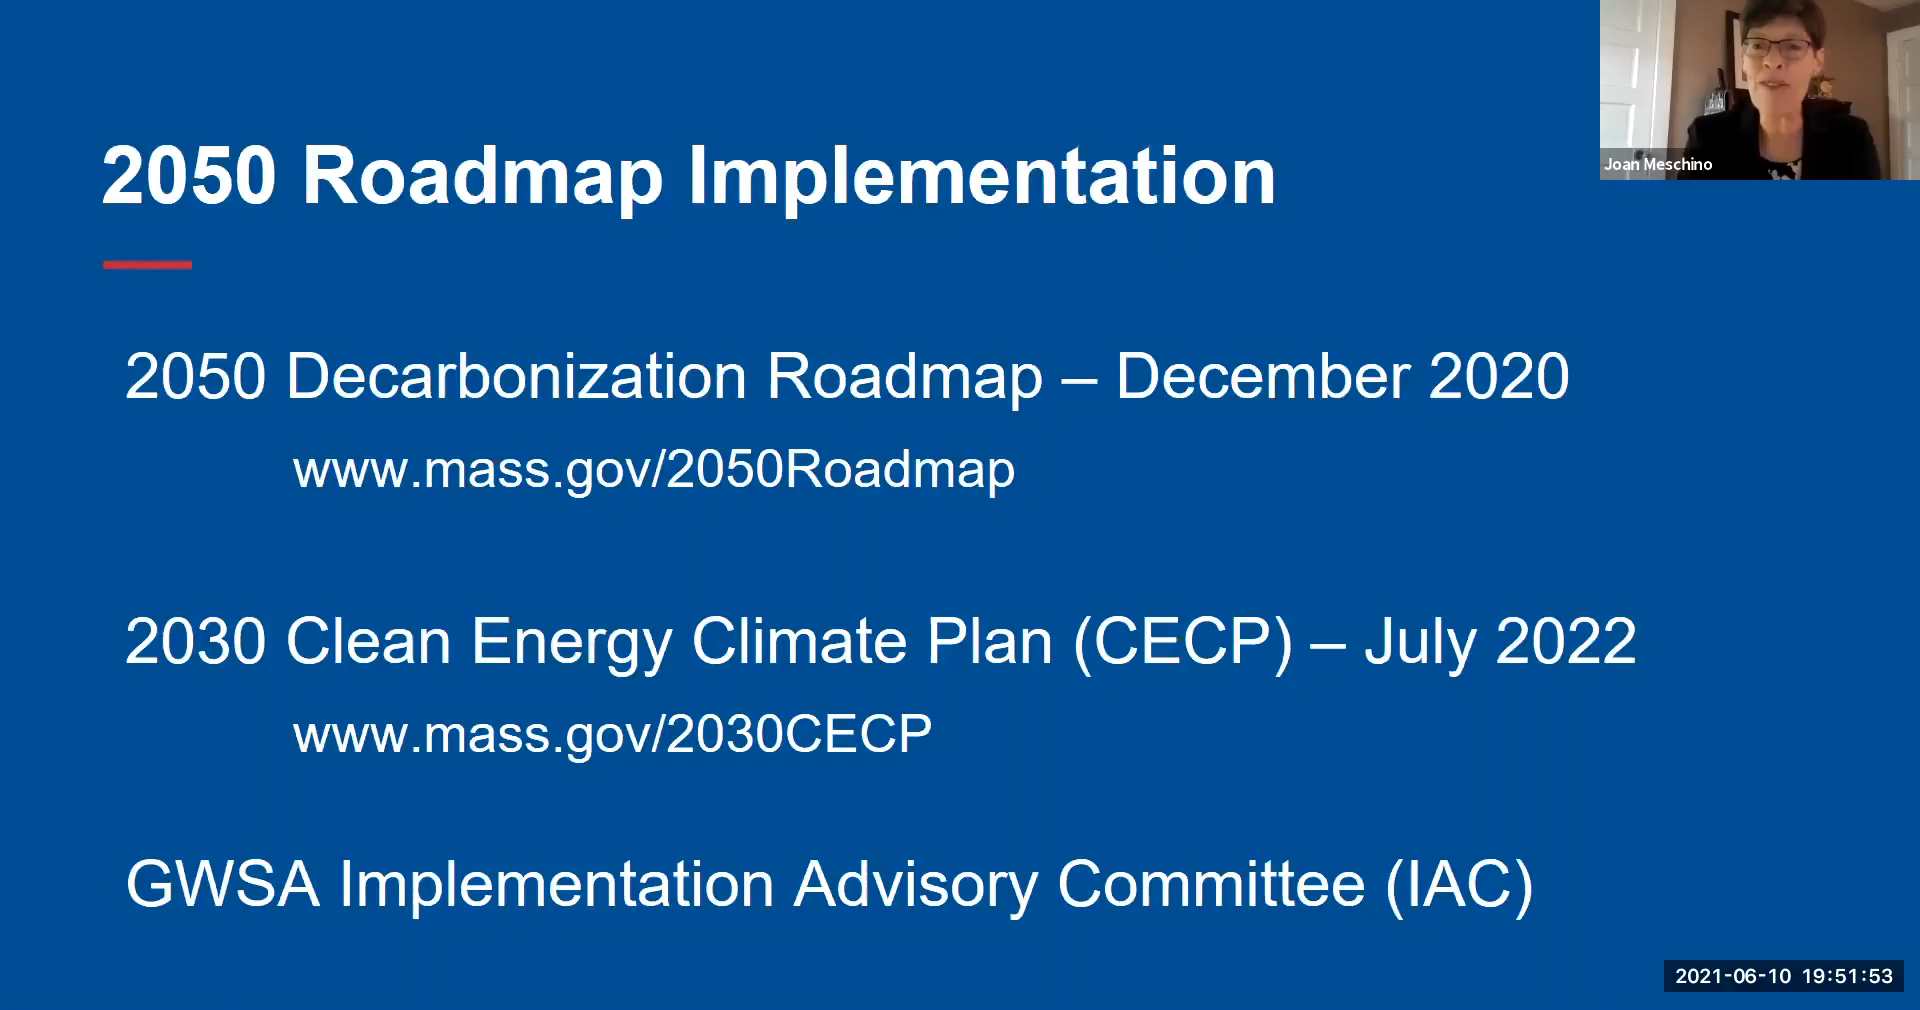 Joan Meschino
2050 Roadmap Implementation
2050 Decarbonization Roadmap – December 2020
www.mass.gov/2050Roadmap
2030 Clean Energy Climate Plan (CECP) – July 2022
www.mass.gov/2030CECP
GWSA Implementation Advisory Committee (IAC)
2021-06-10 19:51:53